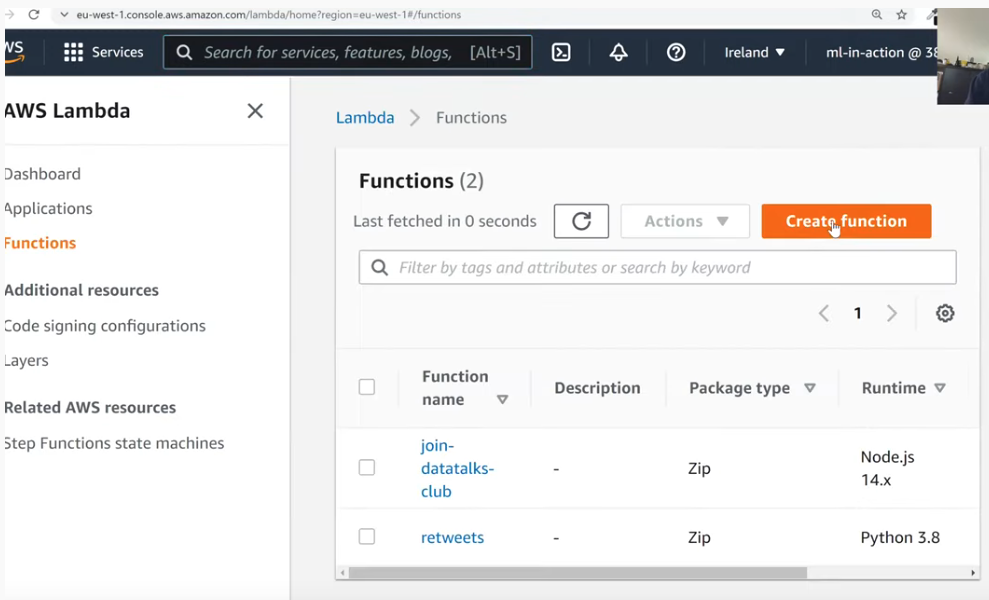 eu-west-1.console.aws.amazon.com/lambda/home?region=eu-west-1#/functions
WS
Services
Search for services, features, blogs, [Alt+S]
Ireland
ml-in-action @ 38
AWS Lambda
Dashboard
Applications
Functions
Additional resources
Code signing configurations
Layers
Related AWS resources
Step Functions state machines
Lambda
Functions
Functions (2)
Last fetched in 0 seconds
Actions
Create function
Filter by tags and attributes or search by keyword
1
Function
name
Description
Package type
Runtime
join-
datatalks-
club
-
Zip
Node.js
14.x
retweets
-
Zip
Python 3.8